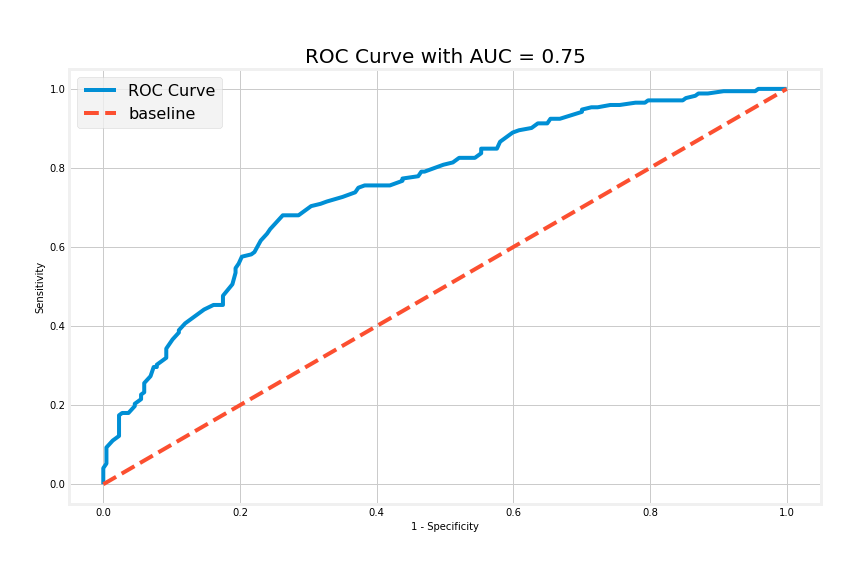 ROC Curve with AUC = 0.75
ROC Curve
baseline
1.0
0.8
0.6
0.4
0.2
0.0
Sensitivity
0.0 0.2 0.4 0.6 0.8 1.0
1 - Specificity